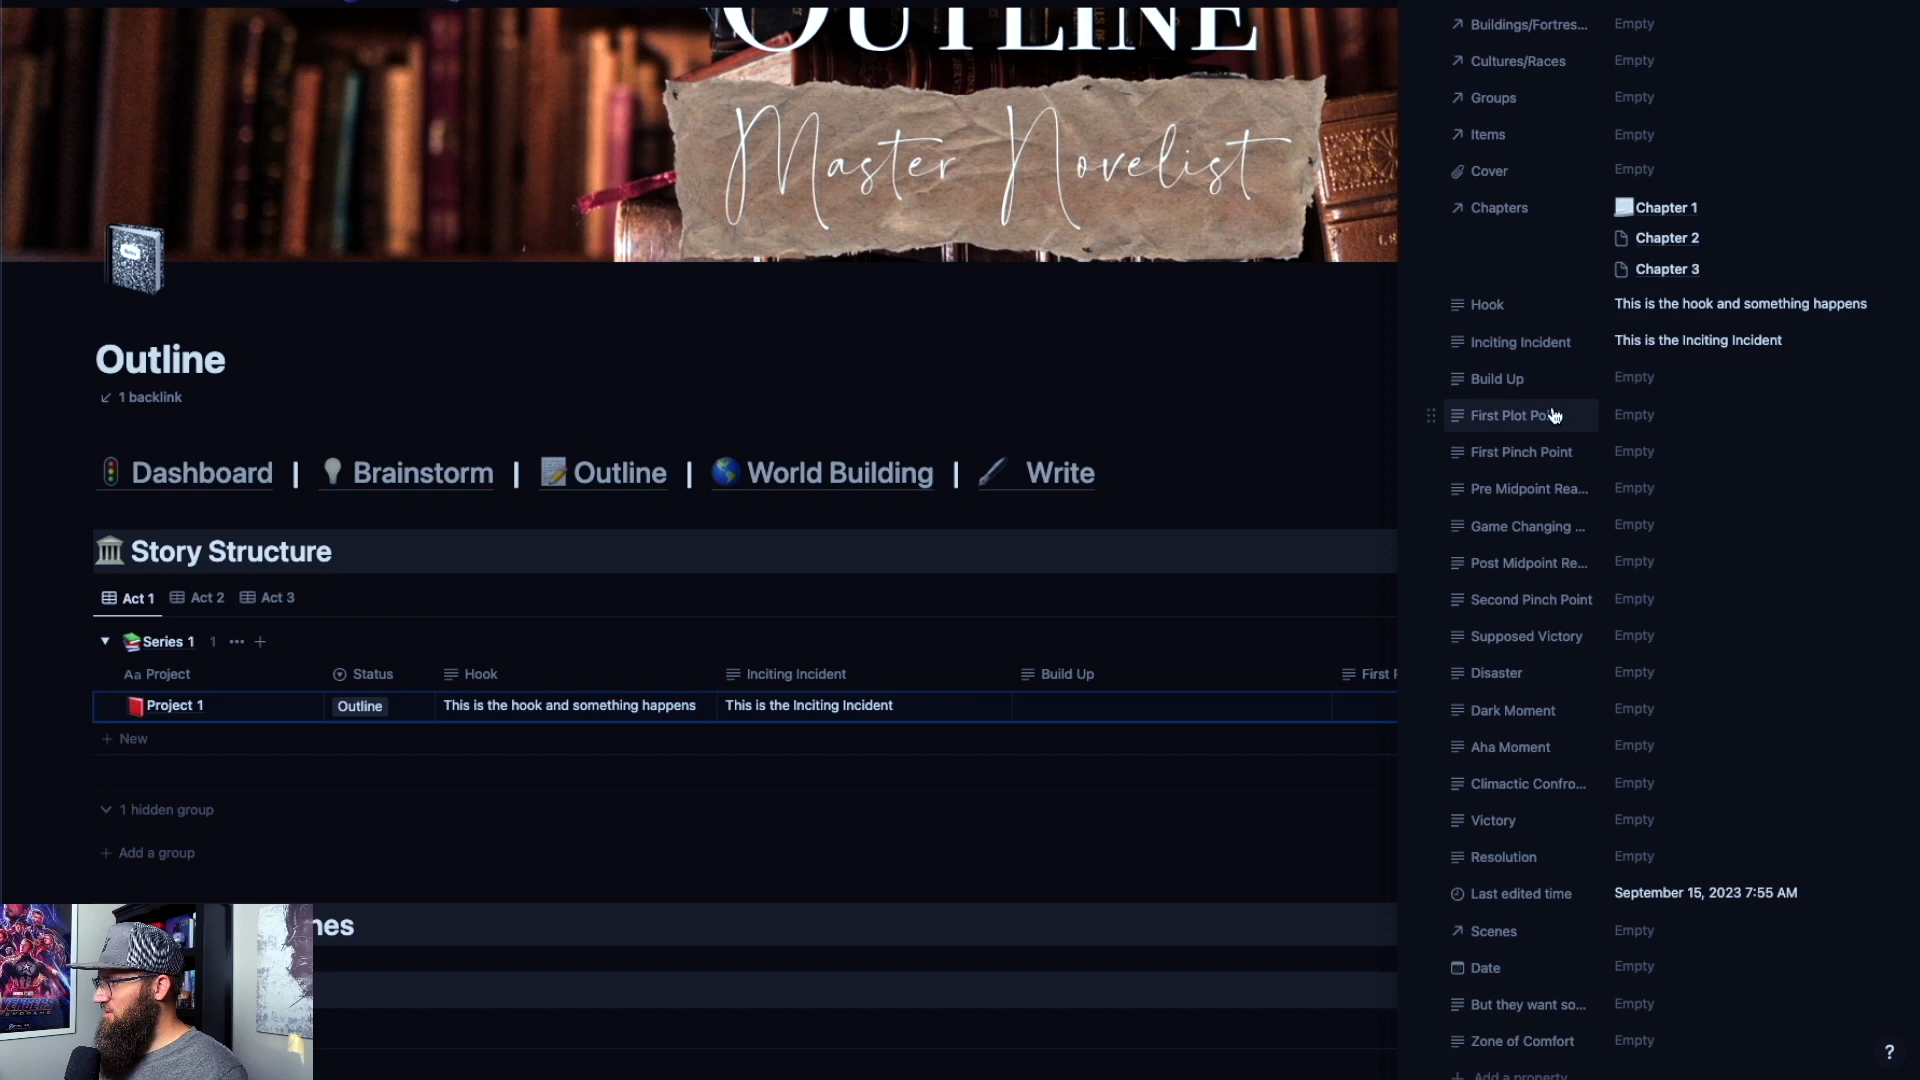 OUTLINE
Master Novelist
Outline
1 backlink
Dashboard | Brainstorm | Outline | World Building | Write
Story Structure
Act 1 Act 2 Act 3
Series 1 1 ••• +
Aa Project Status Hook Inciting Incident Build Up First
Project 1 Outline This is the hook and something happens This is the Inciting Incident
+ New
1 hidden group
+ Add a group
nes
Buildings/Fortres... Empty
Cultures/Races Empty
Groups Empty
Items Empty
Cover Empty
Chapters Chapter 1
Chapter 2
Chapter 3
Hook This is the hook and something happens
Inciting Incident This is the Inciting Incident
Build Up Empty
First Plot Po Empty
First Pinch Point Empty
Pre Midpoint Rea... Empty
Game Changing ... Empty
Post Midpoint Re... Empty
Second Pinch Point Empty
Supposed Victory Empty
Disaster Empty
Dark Moment Empty
Aha Moment Empty
Climactic Confro... Empty
Victory Empty
Resolution Empty
Last edited time September 15, 2023 7:55 AM
Scenes Empty
Date Empty
But they want so... Empty
Zone of Comfort Empty
+ Add a property
?